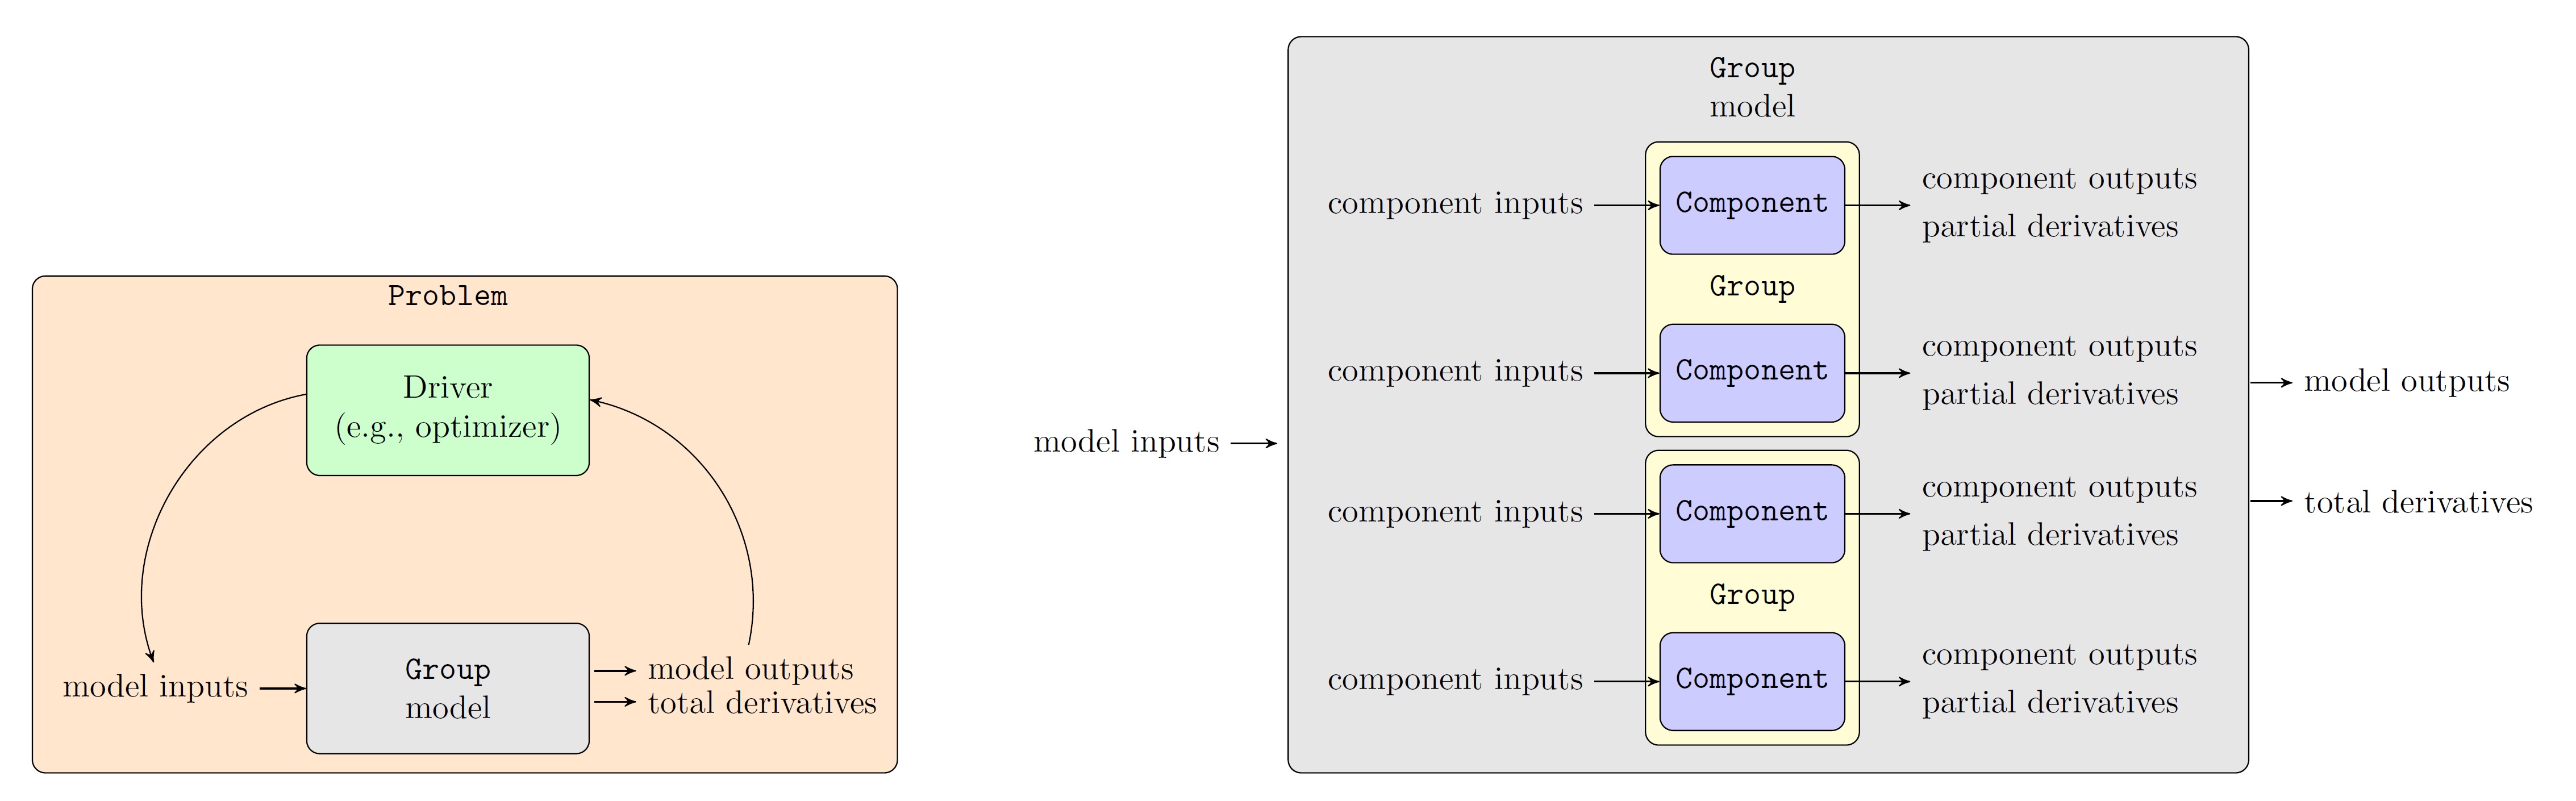 Problem
Driver
(e.g., optimizer)
model inputs
Group
model
model outputs
total derivatives
model inputs
Group
model
component inputs
Component
component outputs
partial derivatives
Group
component inputs
Component
component outputs
partial derivatives
component inputs
Component
component outputs
partial derivatives
Group
component inputs
Component
component outputs
partial derivatives
model outputs
total derivatives